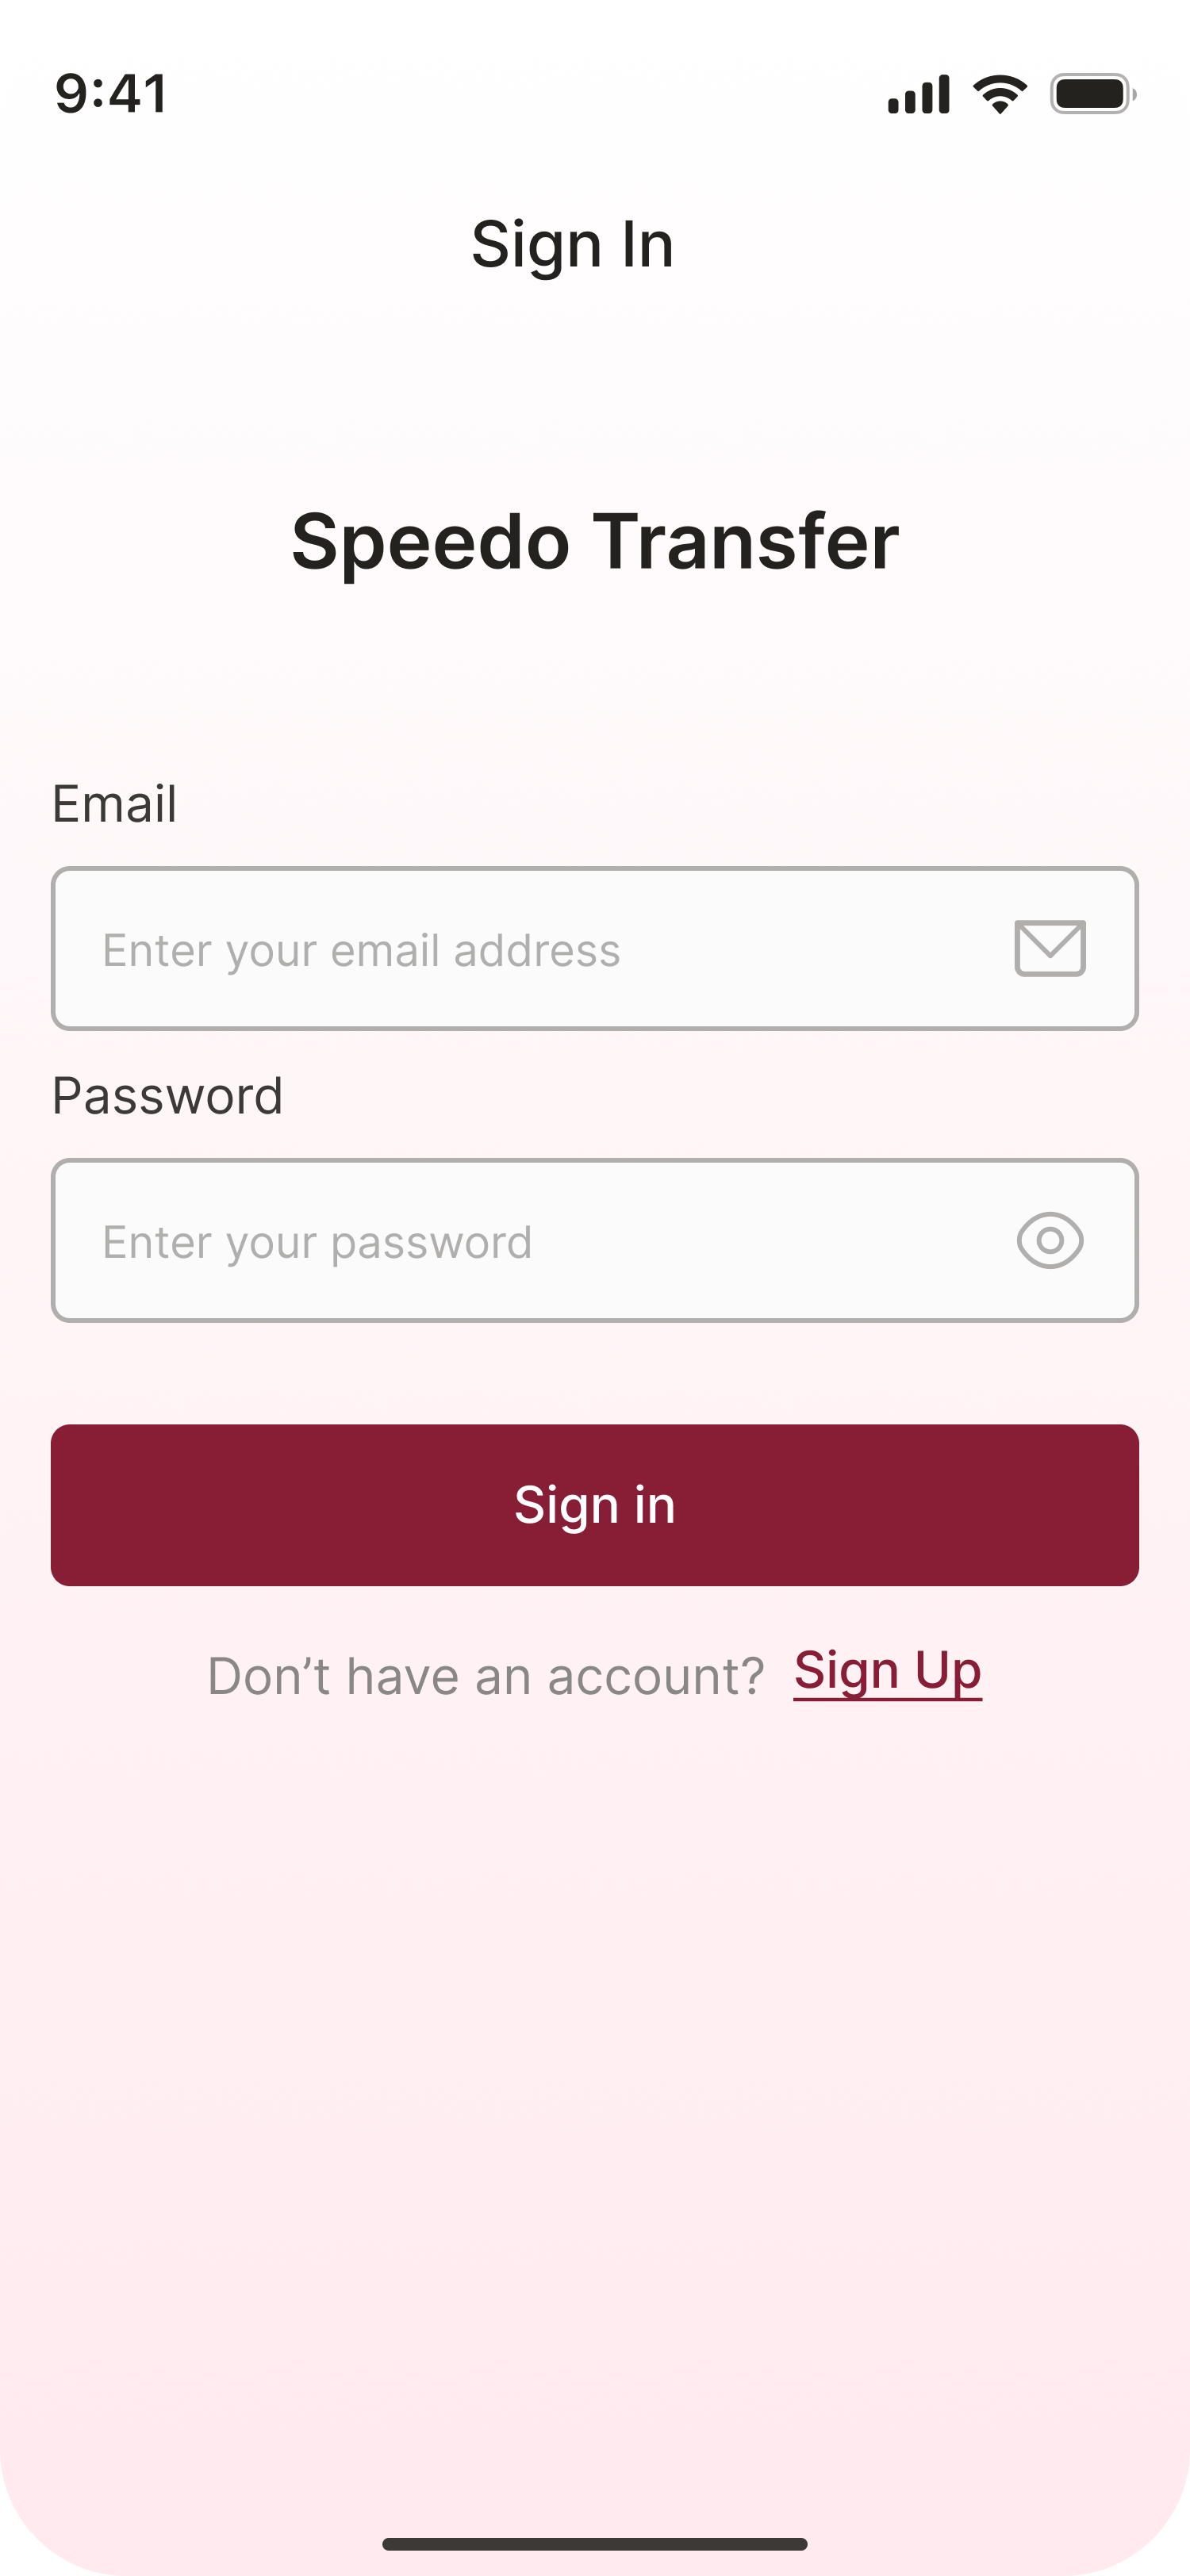 9:41
Sign In
Speedo Transfer
Email
Enter your email address
Password
Enter your password
Sign in
Don’t have an account? Sign Up